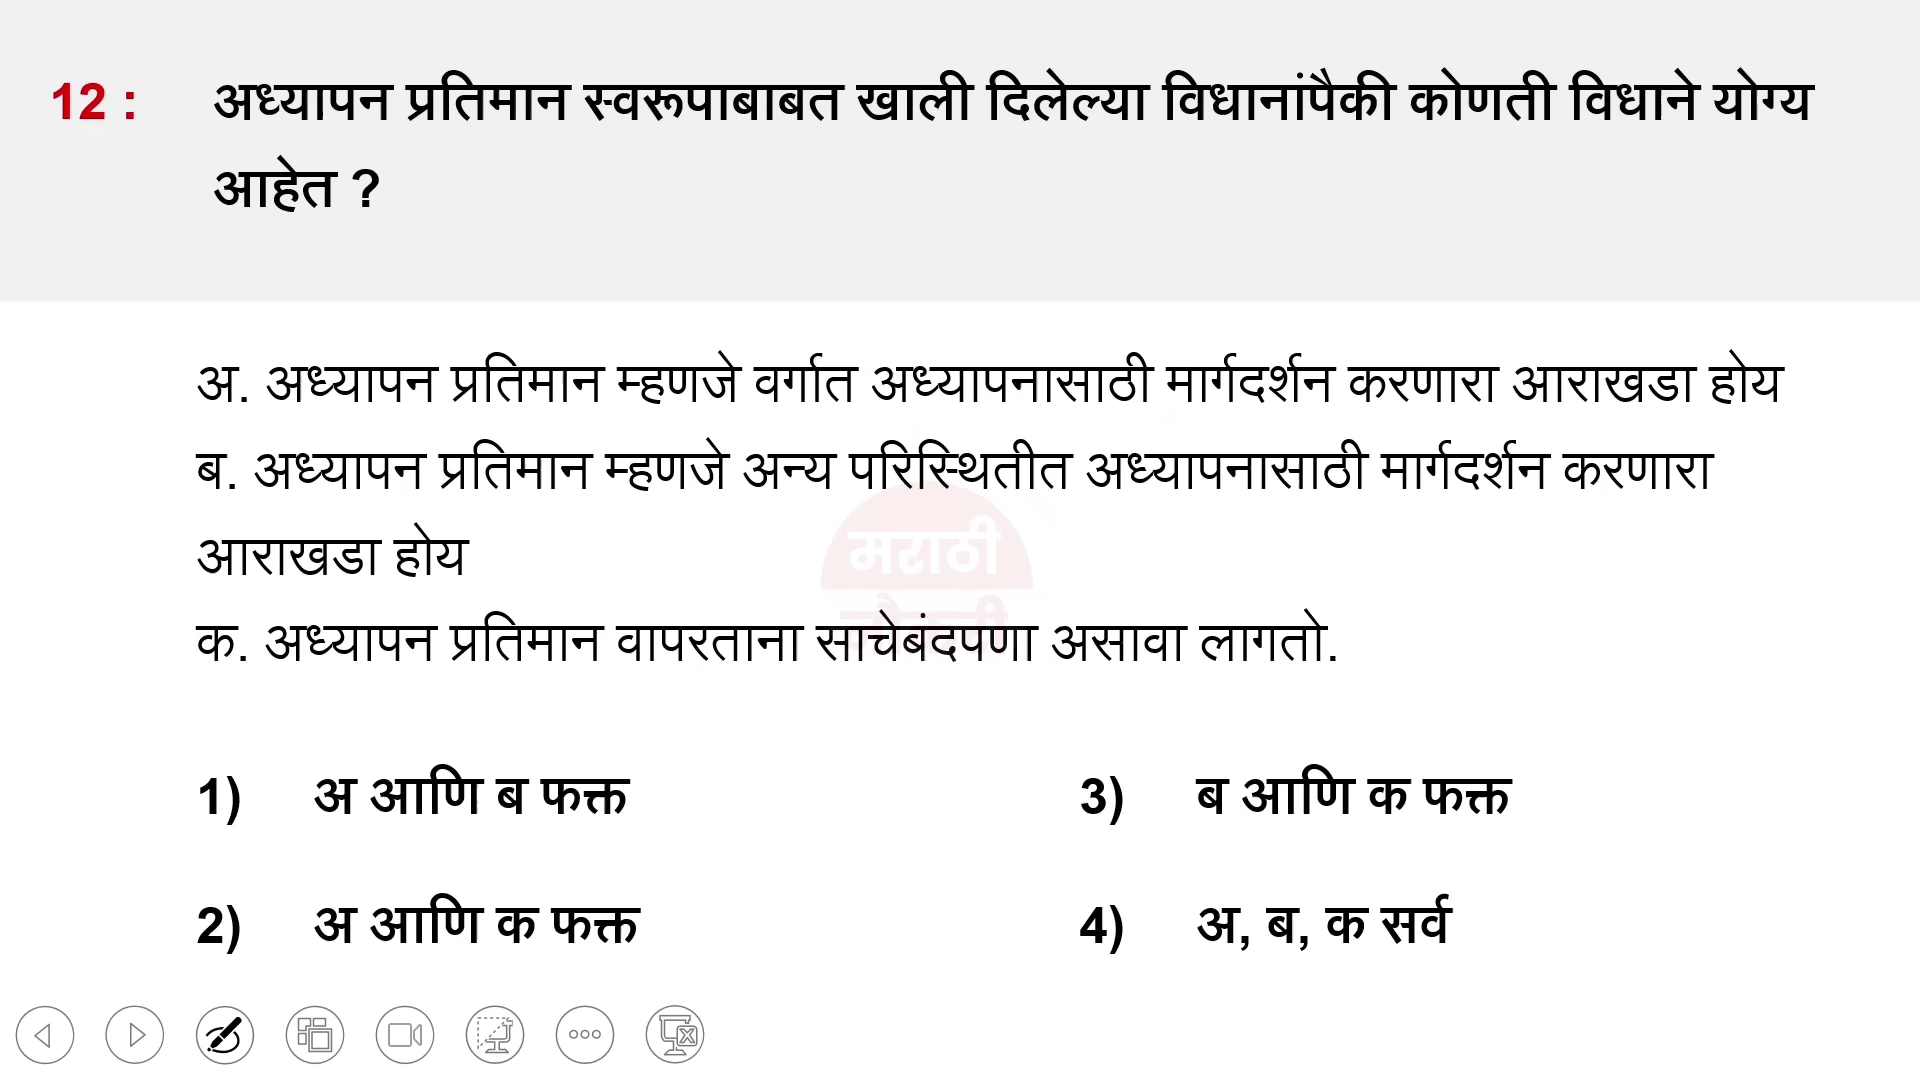 12 : अध्यापन प्रतिमान स्वरूपाबाबत खाली दिलेल्या विधानांपैकी कोणती विधाने योग्य
आहेत ?
अ. अध्यापन प्रतिमान म्हणजे वर्गात अध्यापनासाठी मार्गदर्शन करणारा आराखडा होय
ब. अध्यापन प्रतिमान म्हणजे अन्य परिस्थितीत अध्यापनासाठी मार्गदर्शन करणारा
आराखडा होय
मराठी
क. अध्यापन प्रतिमान वापरताना साचेबंदपणा असावा लागतो.
1) अ आणि ब फक्त
3) ब आणि क फक्त
2) अ आणि क फक्त
4) अ, ब, क सर्व